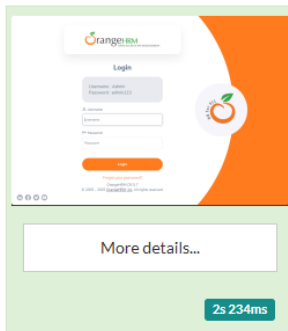 OrangeHRM
Login
Username : Admin
Password : admin123
Username
Username
Password
Password
Login
Forgot your password?
OrangeHRM OS 5.7
© 2005 - 2025 OrangeHRM, Inc. All rights reserved.
More details...
2s 234ms